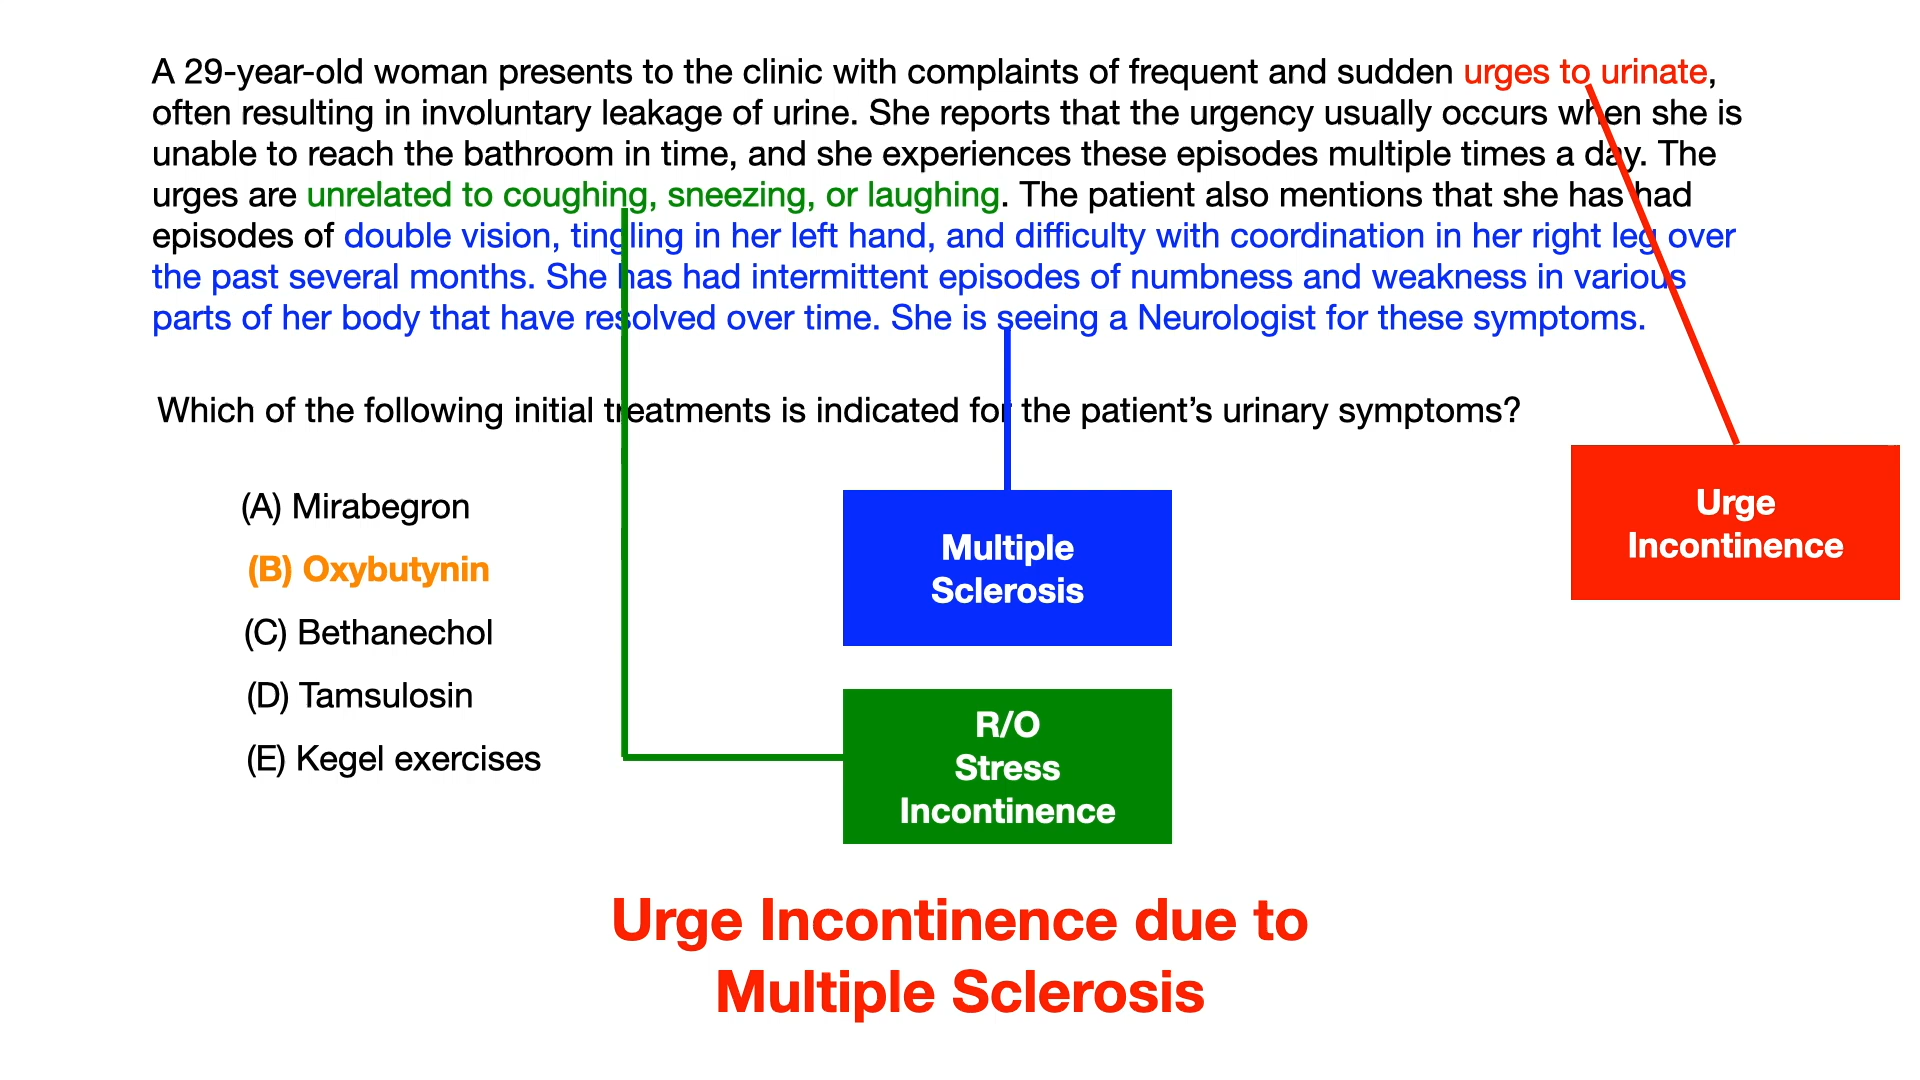 A 29-year-old woman presents to the clinic with complaints of frequent and sudden urges to urinate,
often resulting in involuntary leakage of urine. She reports that the urgency usually occurs when she is
unable to reach the bathroom in time, and she experiences these episodes multiple times a day. The
urges are unrelated to coughing, sneezing, or laughing. The patient also mentions that she has had
episodes of double vision, tingling in her left hand, and difficulty with coordination in her right leg over
the past several months. She has had intermittent episodes of numbness and weakness in various
parts of her body that have resolved over time. She is seeing a Neurologist for these symptoms.
Which of the following initial treatments is indicated for the patient’s urinary symptoms?
(A) Mirabegron
(B) Oxybutynin
(C) Bethanechol
(D) Tamsulosin
(E) Kegel exercises
Multiple
Sclerosis
R/O
Stress
Incontinence
Urge
Incontinence
Urge Incontinence due to
Multiple Sclerosis